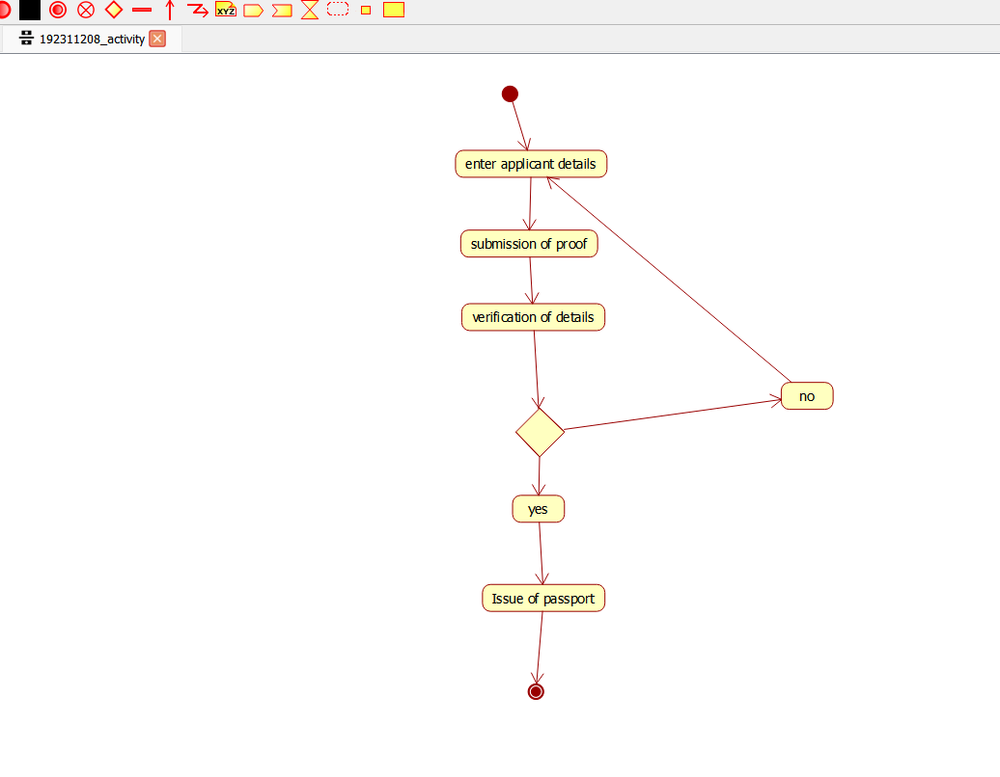 XYZ
192311208_activity
enter applicant details
submission of proof
verification of details
no
yes
Issue of passport